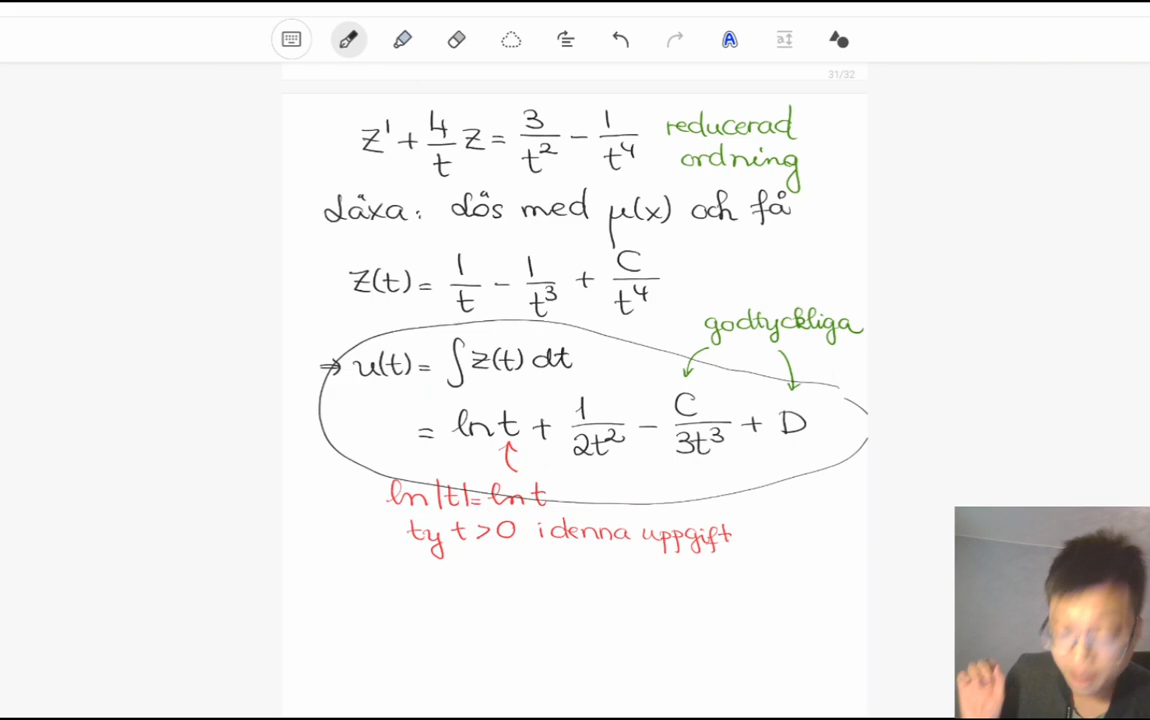 31/32
z' + 4/t z = 3/t² - 1/t⁴ reducerad ordning
Läxa: lös med μ(x) och få
z(t) = 1/t - 1/t³ + C/t⁴
godtyckliga
⇒ u(t) = ∫ z(t) dt
= ln t + 1/2t² - C/3t³ + D
ln |t| = ln t
ty t > 0 i denna uppgift